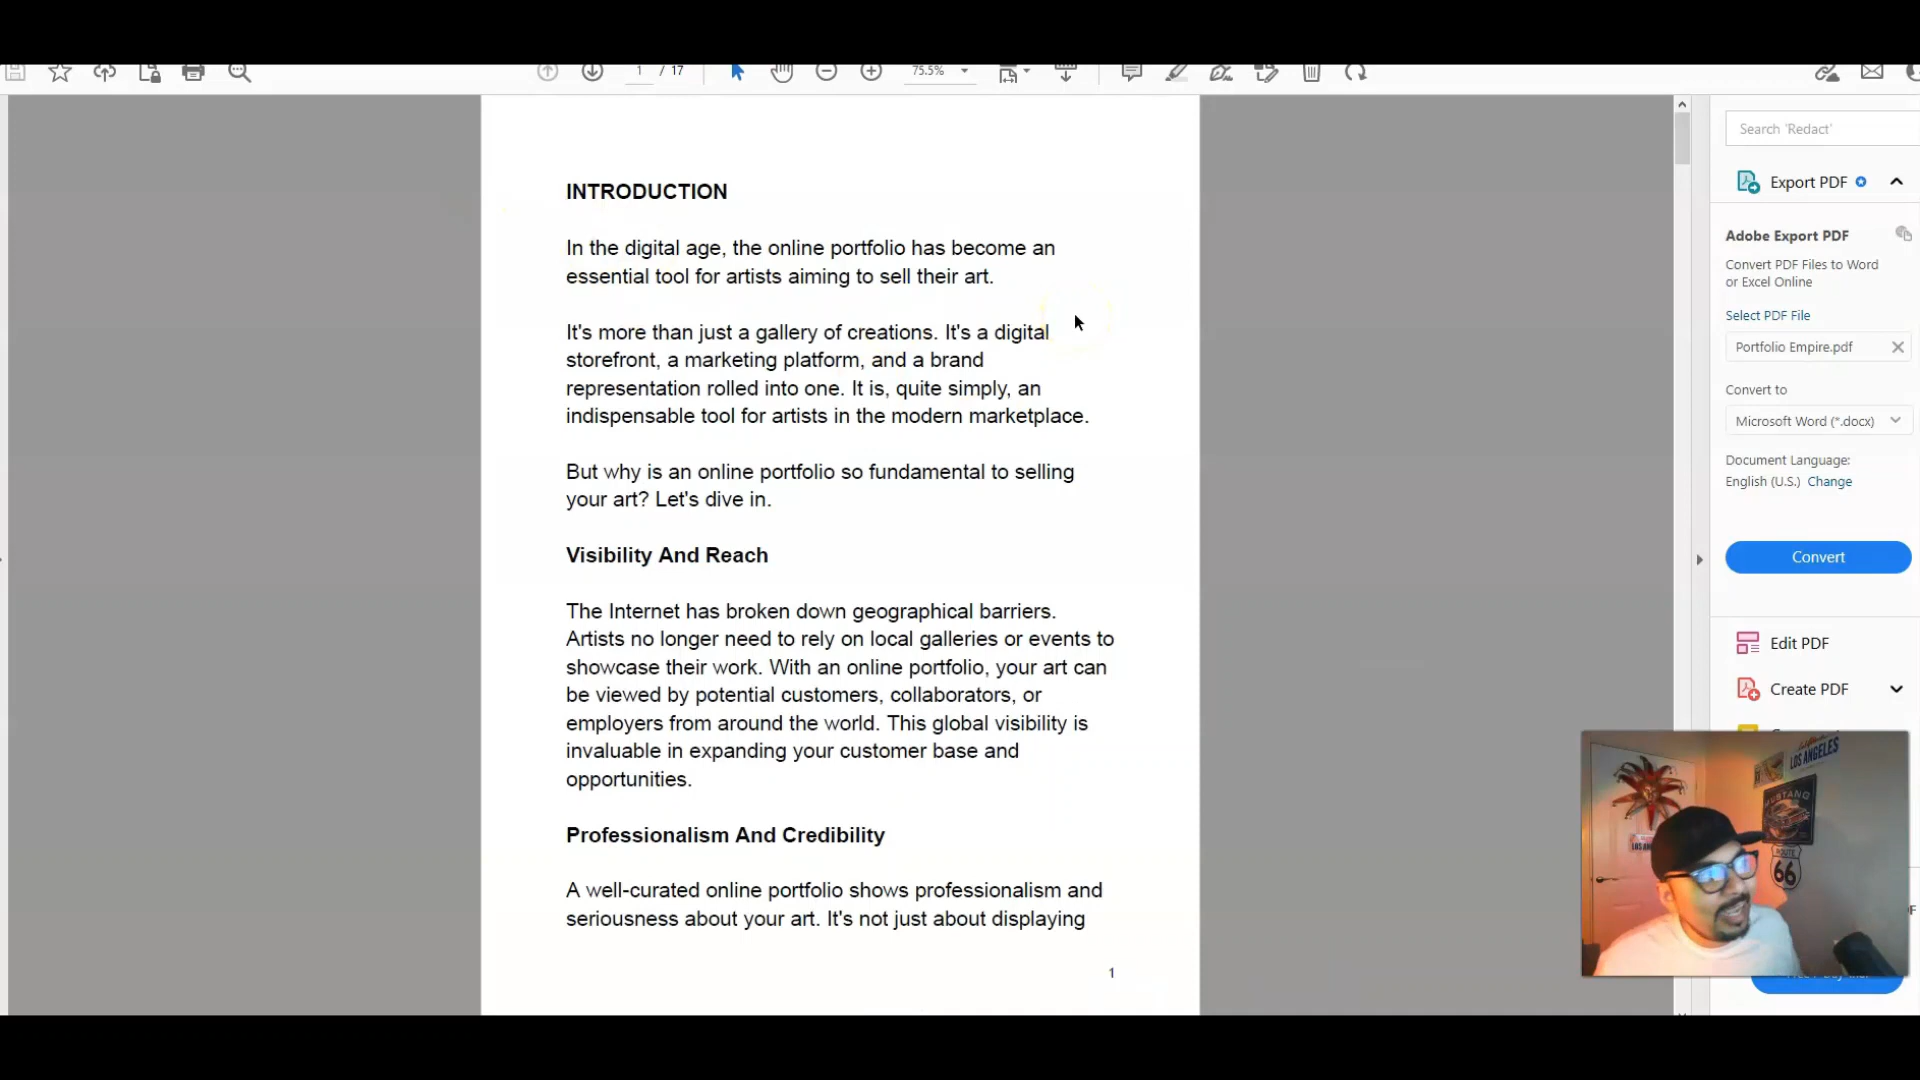 1 / 17
75.5%
INTRODUCTION
In the digital age, the online portfolio has become an
essential tool for artists aiming to sell their art.
It's more than just a gallery of creations. It's a digital
storefront, a marketing platform, and a brand
representation rolled into one. It is, quite simply, an
indispensable tool for artists in the modern marketplace.
But why is an online portfolio so fundamental to selling
your art? Let's dive in.
Visibility And Reach
The Internet has broken down geographical barriers.
Artists no longer need to rely on local galleries or events to
showcase their work. With an online portfolio, your art can
be viewed by potential customers, collaborators, or
employers from around the world. This global visibility is
invaluable in expanding your customer base and
opportunities.
Professionalism And Credibility
A well-curated online portfolio shows professionalism and
seriousness about your art. It's not just about displaying
1
Search 'Redact'
Export PDF
Adobe Export PDF
Convert PDF Files to Word
or Excel Online
Select PDF File
Portfolio Empire.pdf
Convert to
Microsoft Word (*.docx)
Document Language:
English (U.S.) Change
Convert
Edit PDF
Create PDF
LOS ANGELES
MUSTANG
ROUTE
66